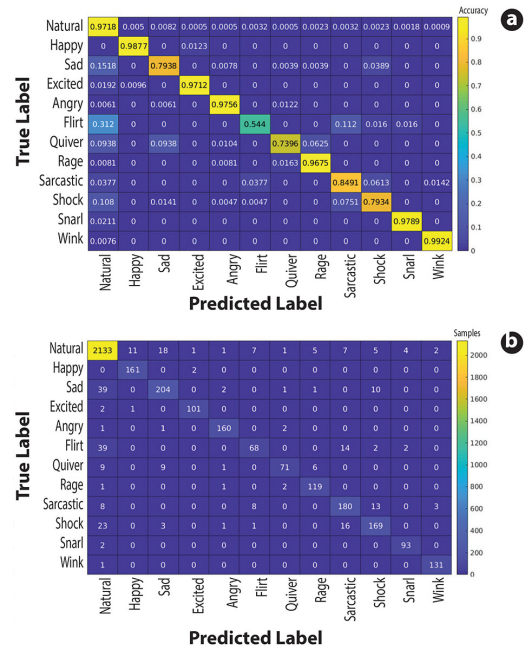 Accuracy
a
Natural 0.9718 0.005 0.0082 0.0005 0.0005 0.0032 0.0005 0.0023 0.0032 0.0023 0.0018 0.0009
Happy 0 0.9877 0 0.0123 0 0 0 0 0 0 0 0
Sad 0.1518 0 0.7938 0 0.0078 0 0.0039 0.0039 0 0.0389 0 0
Excited 0.0192 0.0096 0 0.9712 0 0 0 0 0 0 0 0
Angry 0.0061 0 0.0061 0 0.9756 0 0.0122 0 0 0 0 0
Flirt 0.312 0 0 0 0 0.544 0 0 0.112 0.016 0.016 0
Quiver 0.0938 0 0.0938 0 0.0104 0 0.7396 0.0625 0 0 0 0
Rage 0.0081 0 0 0 0.0081 0 0.0163 0.9675 0 0 0 0
Sarcastic 0.0377 0 0 0 0 0.0377 0 0 0.8491 0.0613 0 0.0142
Shock 0.108 0 0.0141 0 0.0047 0.0047 0 0 0.0751 0.7934 0 0
Snarl 0.0211 0 0 0 0 0 0 0 0 0 0.9789 0
Wink 0.0076 0 0 0 0 0 0 0 0 0 0 0.9924
True Label
Natural Happy Sad Excited Angry Flirt Quiver Rage Sarcastic Shock Snarl Wink
Predicted Label
0.9
0.8
0.7
0.6
0.5
0.4
0.3
0.2
0.1
0
Samples
b
Natural 2133 11 18 1 1 7 1 5 7 5 4 2
Happy 0 161 0 2 0 0 0 0 0 0 0 0
Sad 39 0 204 0 2 0 1 1 0 10 0 0
Excited 2 1 0 101 0 0 0 0 0 0 0 0
Angry 1 0 1 0 160 0 2 0 0 0 0 0
Flirt 39 0 0 0 0 68 0 0 14 2 2 0
Quiver 9 0 9 0 1 0 71 6 0 0 0 0
Rage 1 0 0 0 1 0 2 119 0 0 0 0
Sarcastic 8 0 0 0 0 8 0 0 180 13 0 3
Shock 23 0 3 0 1 1 0 0 16 169 0 0
Snarl 2 0 0 0 0 0 0 0 0 0 93 0
Wink 1 0 0 0 0 0 0 0 0 0 0 131
True Label
Natural Happy Sad Excited Angry Flirt Quiver Rage Sarcastic Shock Snarl Wink
Predicted Label
2000
1800
1600
1400
1200
1000
800
600
400
200
0